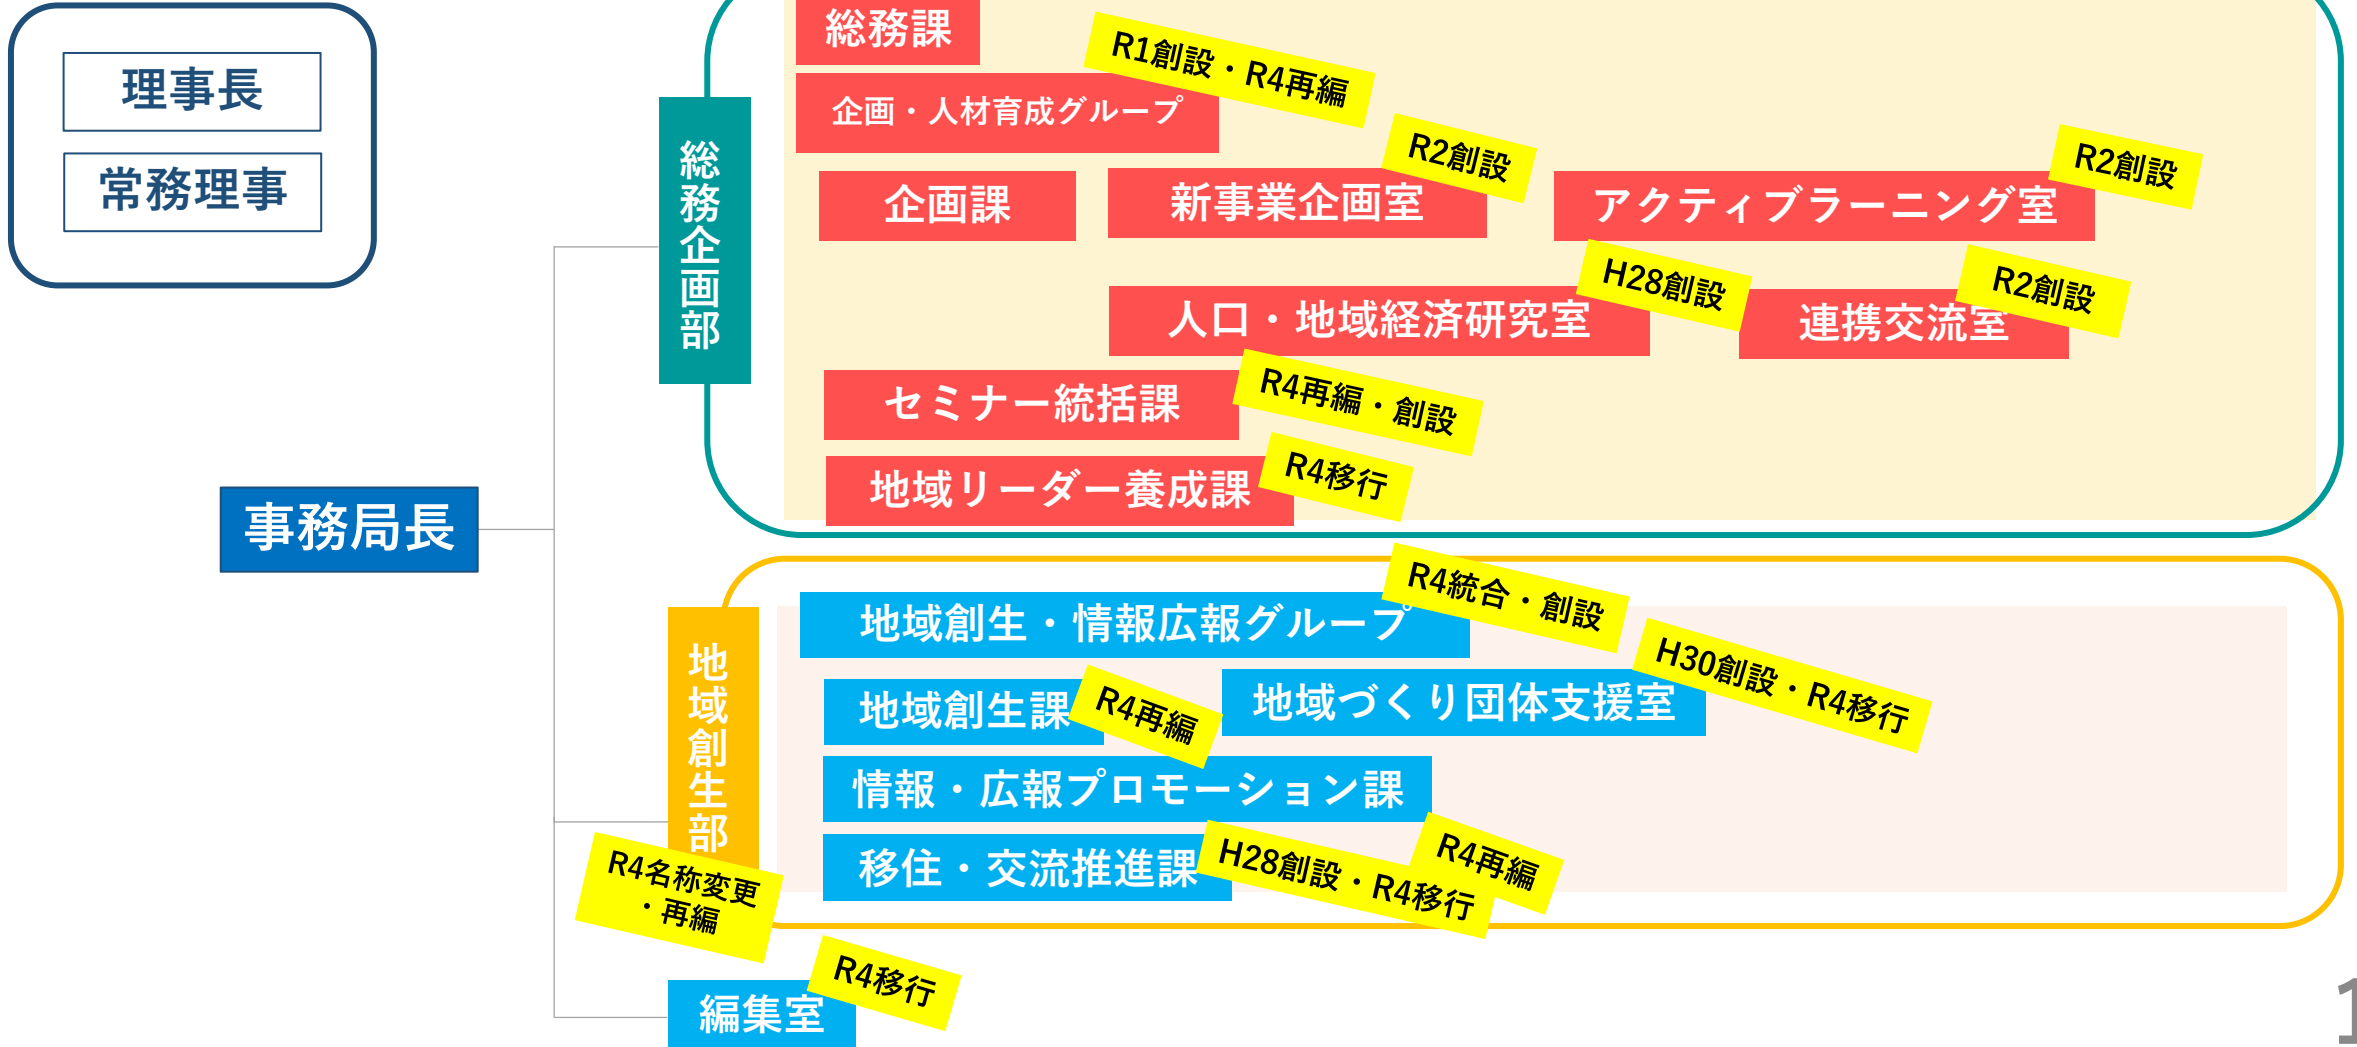 理事長
常務理事
事務局長
総務企画部
総務課
企画・人材育成グループ
R1創設・R4再編
企画課
新事業企画室
R2創設
アクティブラーニング室
R2創設
人口・地域経済研究室
H28創設
連携交流室
R2創設
セミナー統括課
R4再編・創設
地域リーダー養成課
R4移行
地域創生部
R4名称変更
・再編
地域創生・情報広報グループ
R4統合・創設
地域創生課
R4再編
地域づくり団体支援室
H30創設・R4移行
情報・広報プロモーション課
R4再編
移住・交流推進課
H28創設・R4移行
編集室
R4移行
1